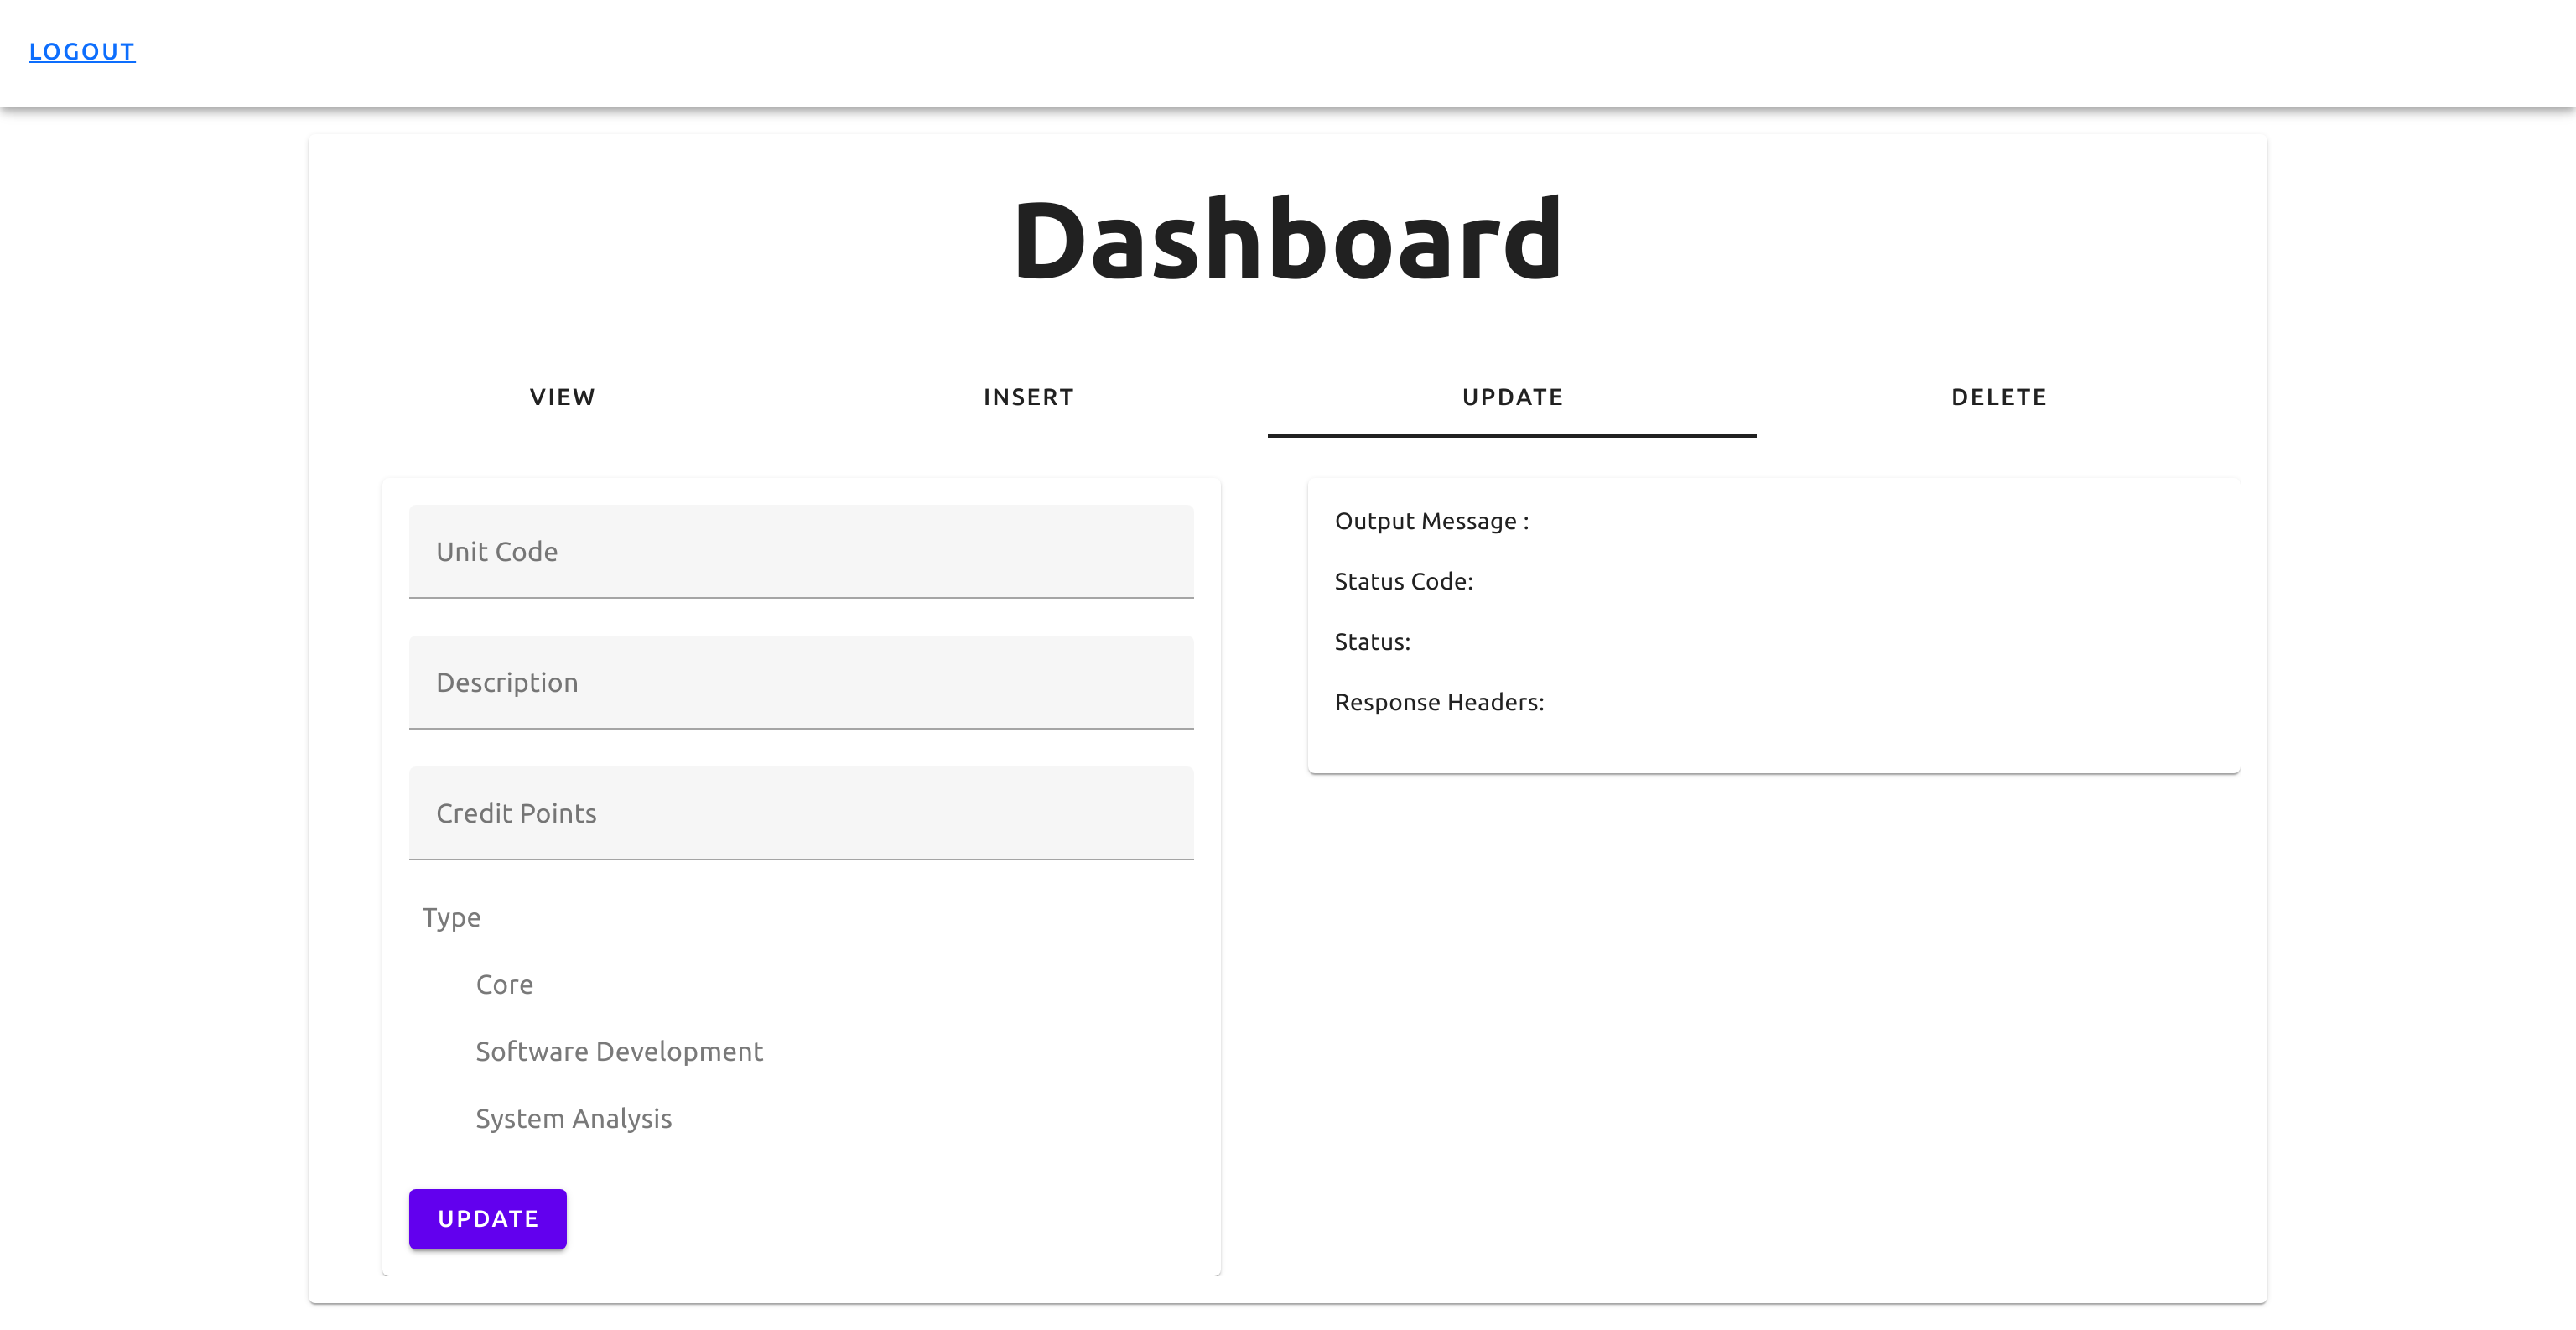 LOGOUT
Dashboard
VIEW INSERT UPDATE DELETE
Unit Code
Description
Credit Points
Type
Core
Software Development
System Analysis
UPDATE
Output Message :
Status Code:
Status:
Response Headers: